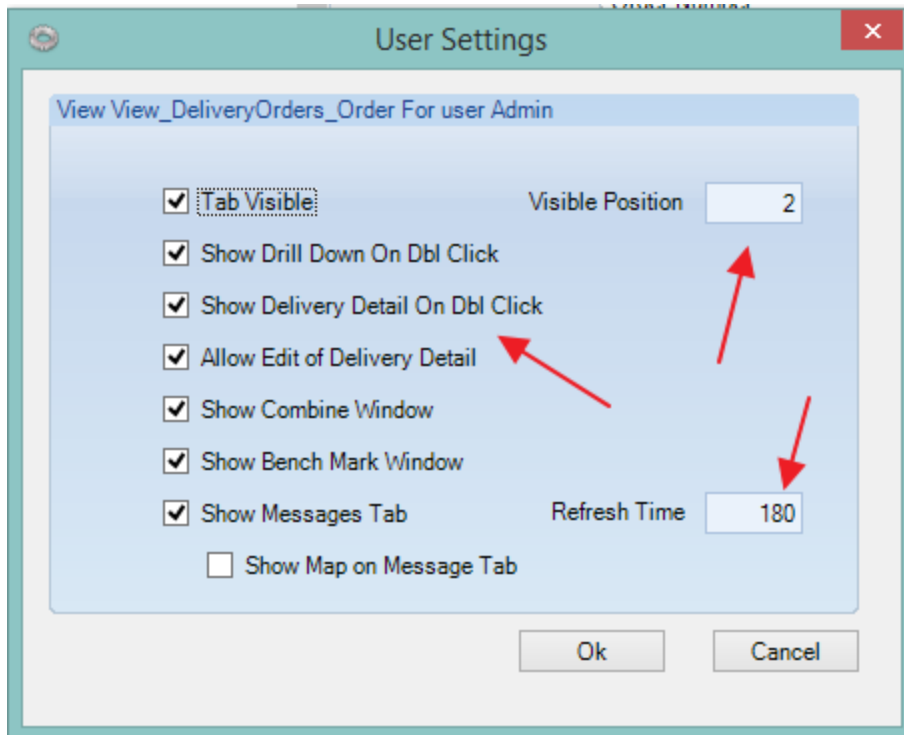 User Settings
View View_DeliveryOrders_Order For user Admin
Tab Visible Visible Position 2
Show Drill Down On Dbl Click
Show Delivery Detail On Dbl Click
Allow Edit of Delivery Detail
Show Combine Window
Show Bench Mark Window
Show Messages Tab Refresh Time 180
Show Map on Message Tab
Ok Cancel